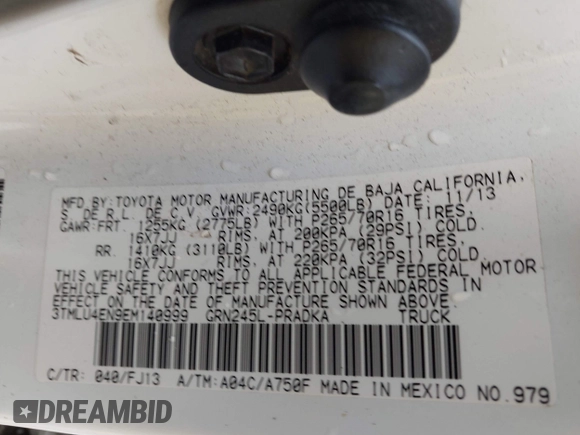 MFD BY:TOYOTA MOTOR MANUFACTURING DE BAJA CALIFORNIA,
S. DE R.L. DE C.V. GVWR:2490KG(5500LB) DATE: 11/13
GAWR:FRT. 1255KG (2775LB) WITH P265/70R16 TIRES,
16X7JJ RIMS, AT 200KPA (29PSI) COLD.
RR. 1410KG (3110LB) WITH P265/70R16 TIRES,
16X7JJ RIMS, AT 220KPA (32PSI) COLD.
THIS VEHICLE CONFORMS TO ALL APPLICABLE FEDERAL MOTOR
VEHICLE SAFETY AND THEFT PREVENTION STANDARDS IN
EFFECT ON THE DATE OF MANUFACTURE SHOWN ABOVE.
3TMLU4EN9EM140999 GRN245L-PRADKA TRUCK
C/TR: 040/FJ13 A/TM:A04C/A750F MADE IN MEXICO NO.979
DREAMBID